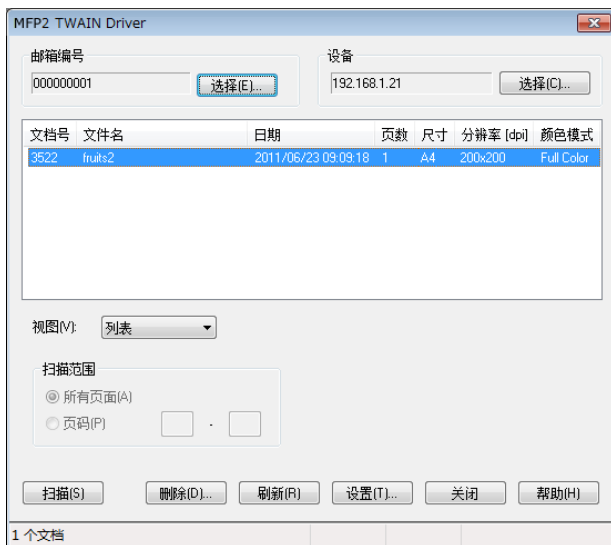 MFP2 TWAIN Driver
邮箱编号
000000001
选择(E)...
设备
192.168.1.21
选择(C)...
文档号 文件名 日期 页数 尺寸 分辨率 [dpi] 颜色模式
3522 fruits2 2011/06/23 09:09:18 1 A4 200x200 Full Color
视图(V): 列表
扫描范围
所有页面(A)
页码(P) -
扫描(S) 删除(D)... 刷新(R) 设置(T)... 关闭 帮助(H)
1 个文档